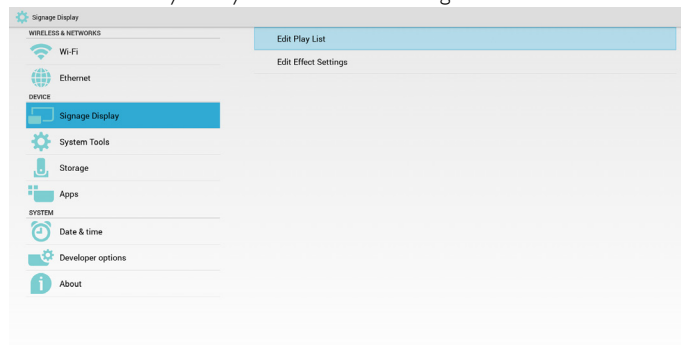 Signage Display
WIRELESS & NETWORKS
Wi-Fi
Ethernet
DEVICE
Signage Display
System Tools
Storage
Apps
SYSTEM
Date & time
Developer options
About
Edit Play List
Edit Effect Settings